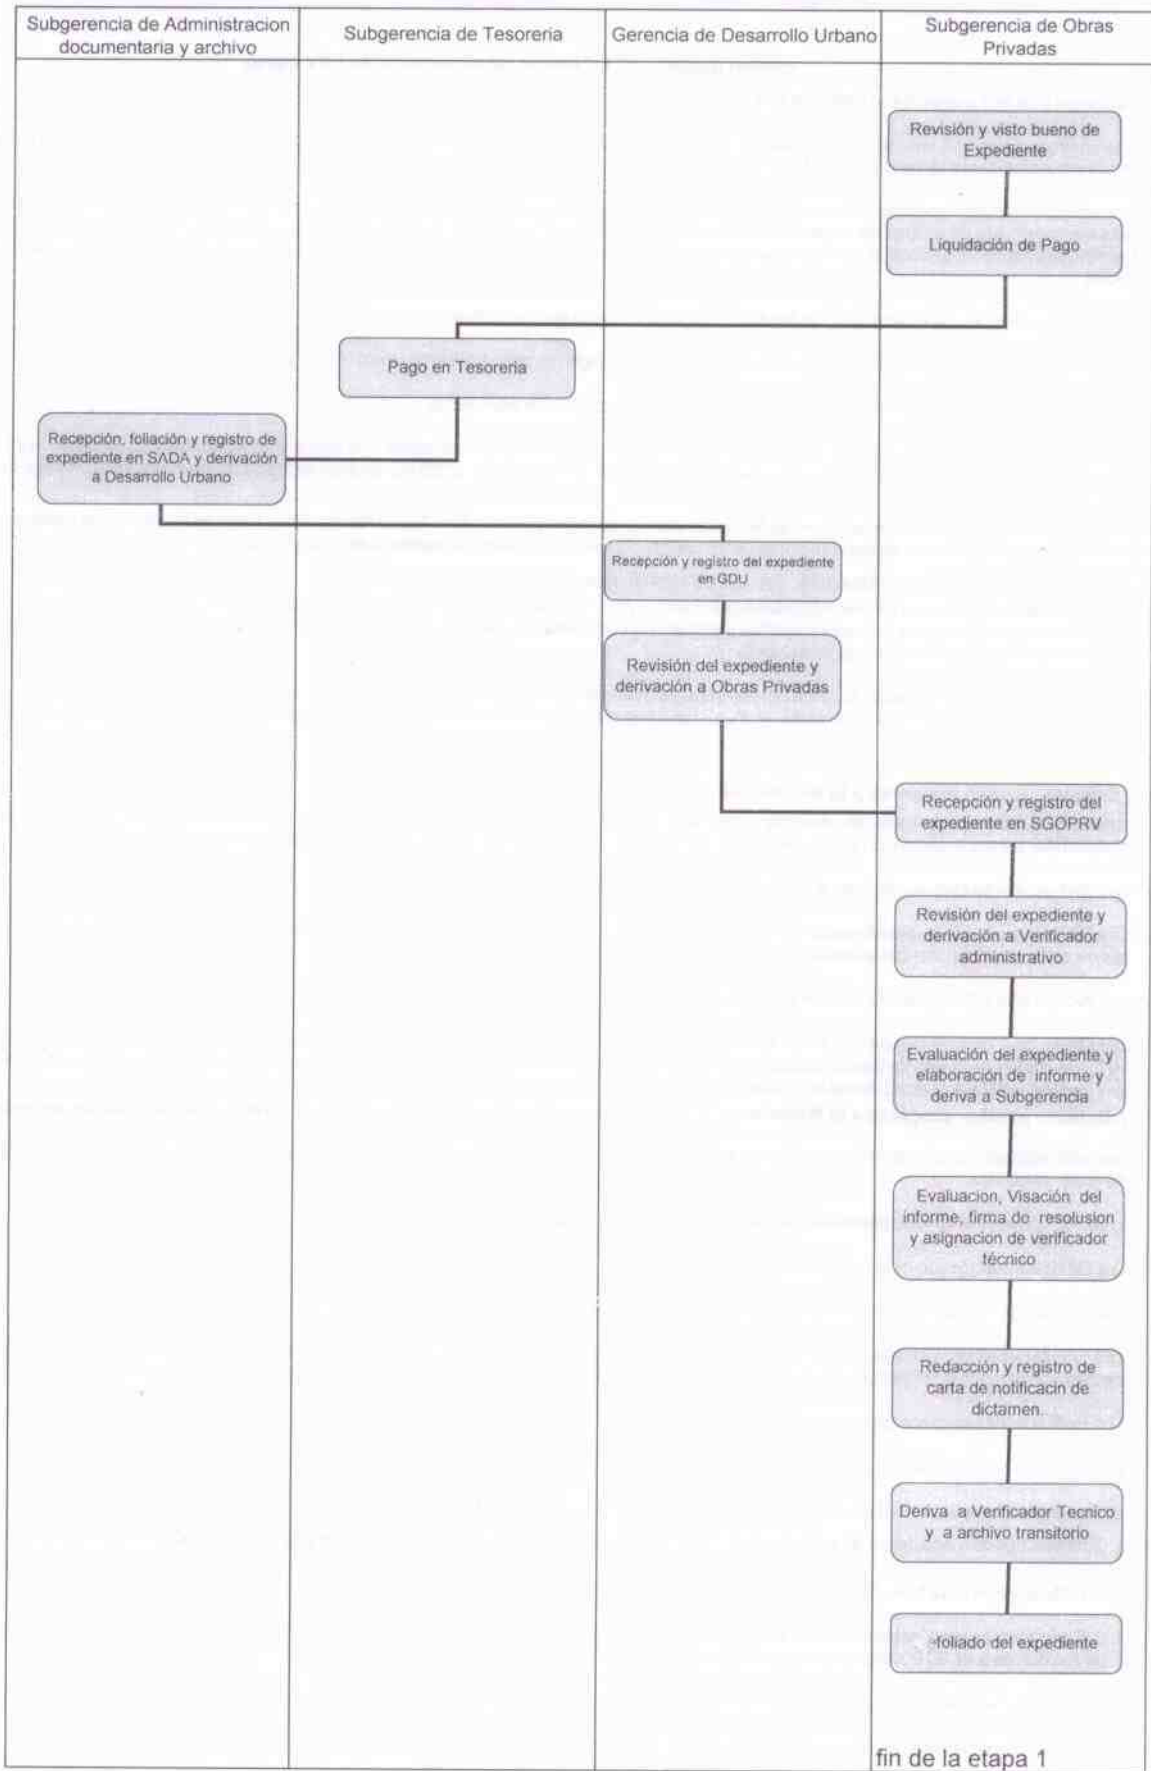 Subgerencia de Administracion
documentaria y archivo
Subgerencia de Tesoreria
Gerencia de Desarrollo Urbano
Subgerencia de Obras
Privadas
Revisión y visto bueno de
Expediente
Liquidación de Pago
Pago en Tesoreria
Recepción, foliación y registro de
expediente en SADA y derivación
a Desarrollo Urbano
Recepción y registro del expediente
en GDU
Revisión del expediente y
derivación a Obras Privadas
Recepción y registro del
expediente en SGOPRV
Revisión del expediente y
derivación a Verificador
administrativo
Evaluación del expediente y
elaboración de informe y
deriva a Subgerencia
Evaluacion, Visación del
informe, firma de resolusion
y asignacion de verificador
técnico
Redacción y registro de
carta de notificacin de
dictamen.
Deriva a Verificador Tecnico
y a archivo transitorio
-foliado del expediente
fin de la etapa 1